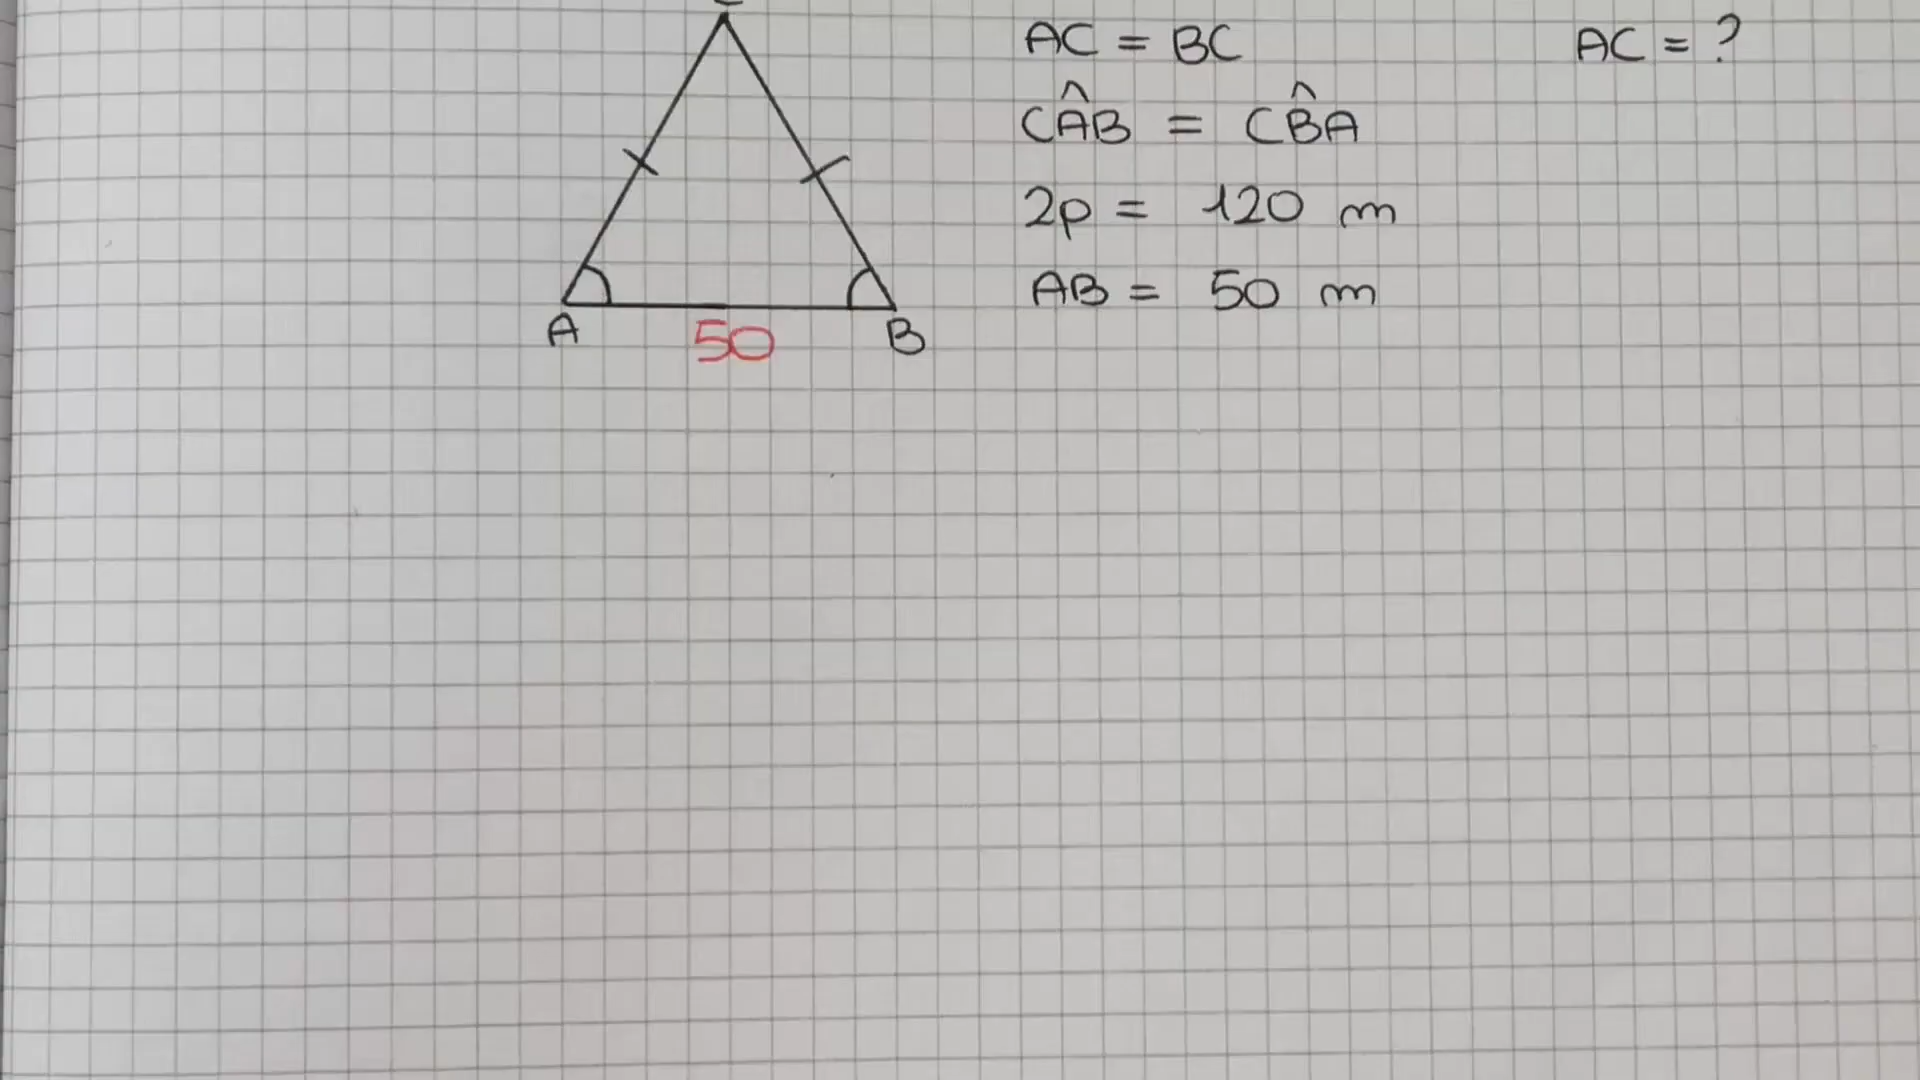 AC = BC
AC = ?
CÂB = CB̂A
2p = 120 m
AB = 50 m
A
50
B